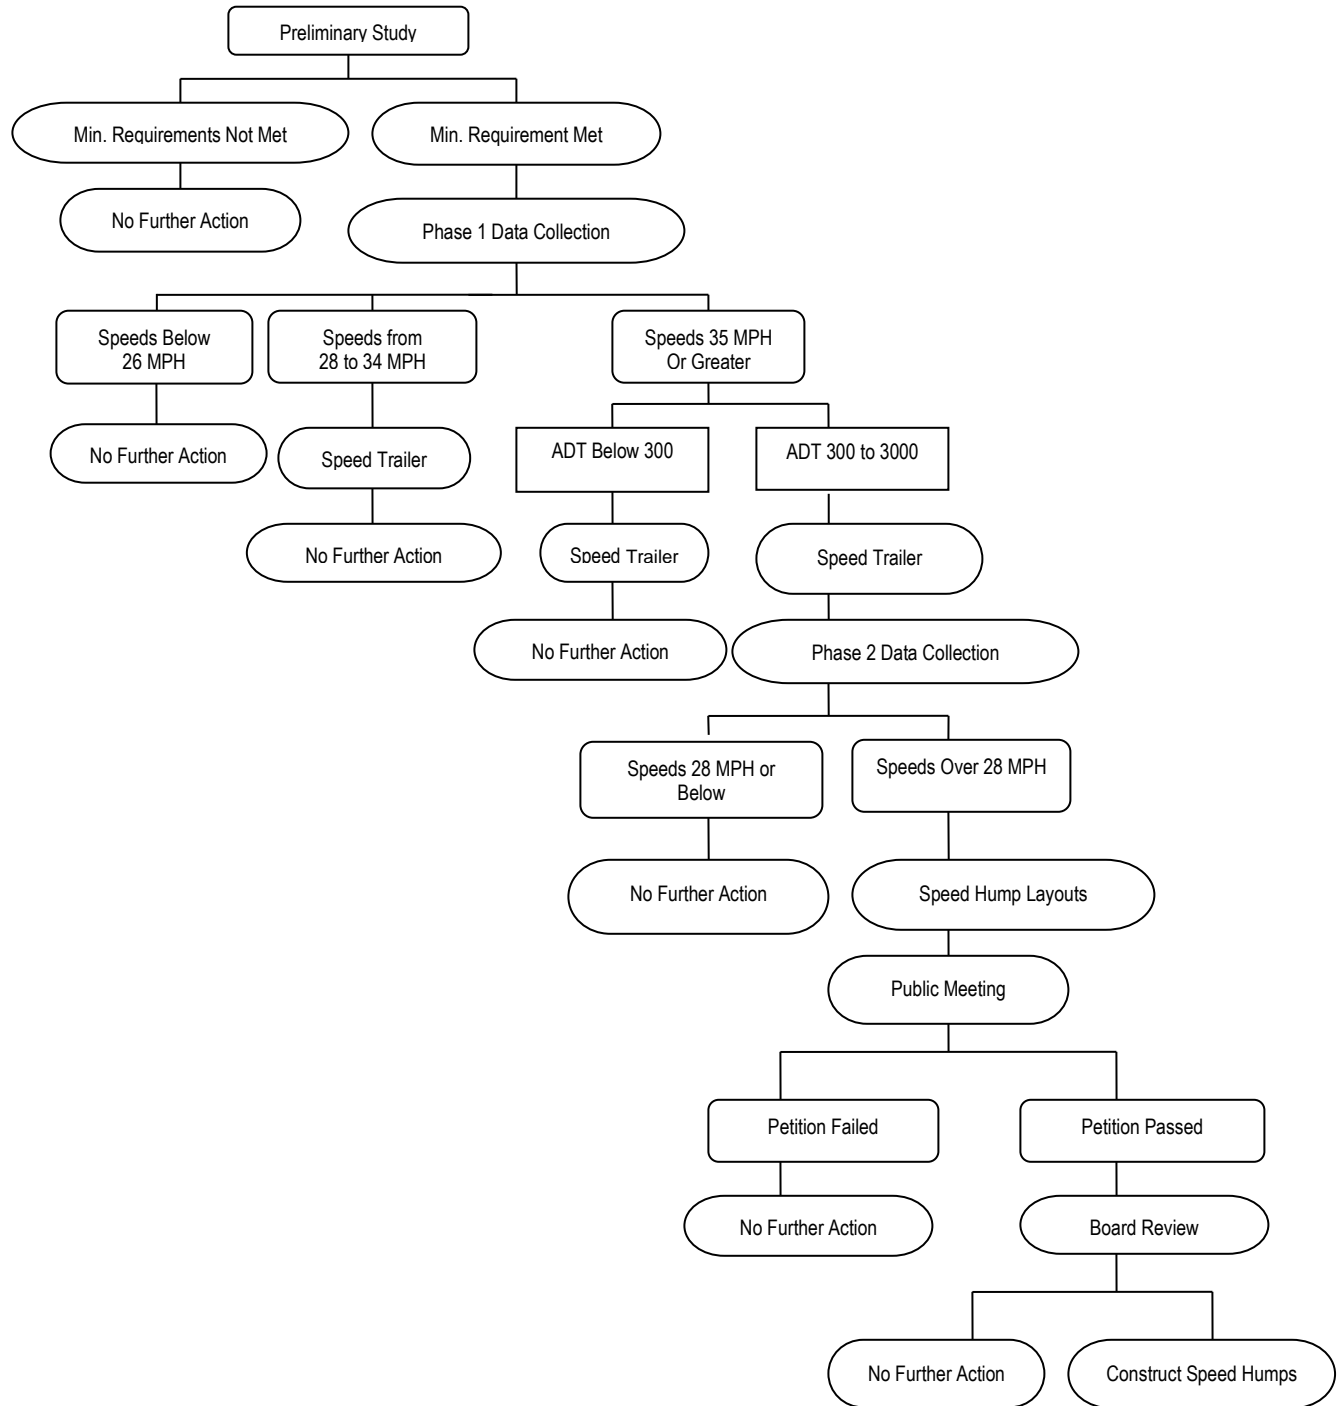 Preliminary Study
Min. Requirements Not Met
Min. Requirement Met
No Further Action
Phase 1 Data Collection
Speeds Below
26 MPH
Speeds from
28 to 34 MPH
Speeds 35 MPH
Or Greater
No Further Action
Speed Trailer
ADT Below 300
ADT 300 to 3000
No Further Action
Speed Trailer
Speed Trailer
No Further Action
Phase 2 Data Collection
Speeds 28 MPH or
Below
Speeds Over 28 MPH
No Further Action
Speed Hump Layouts
Public Meeting
Petition Failed
Petition Passed
No Further Action
Board Review
No Further Action
Construct Speed Humps